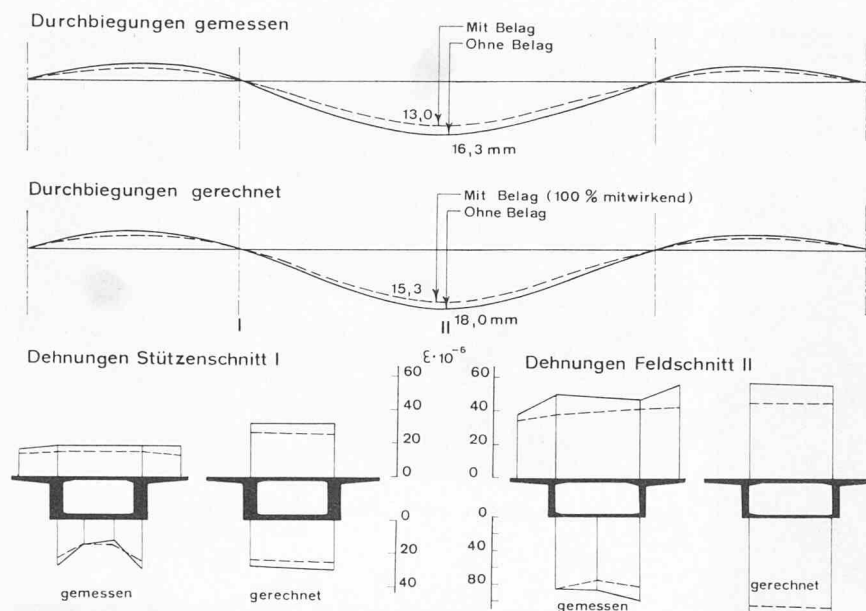 Durchbiegungen gemessen
Mit Belag
Ohne Belag
13,0
16,3 mm
Durchbiegungen gerechnet
Mit Belag (100 % mitwirkend)
Ohne Belag
15,3
18,0 mm
I
II
Dehnungen Stützenschnitt I
ε·10⁻⁶
Dehnungen Feldschnitt II
60
40
20
0
20
40
60
40
20
0
0
40
80
gemessen
gerechnet
gemessen
gerechnet